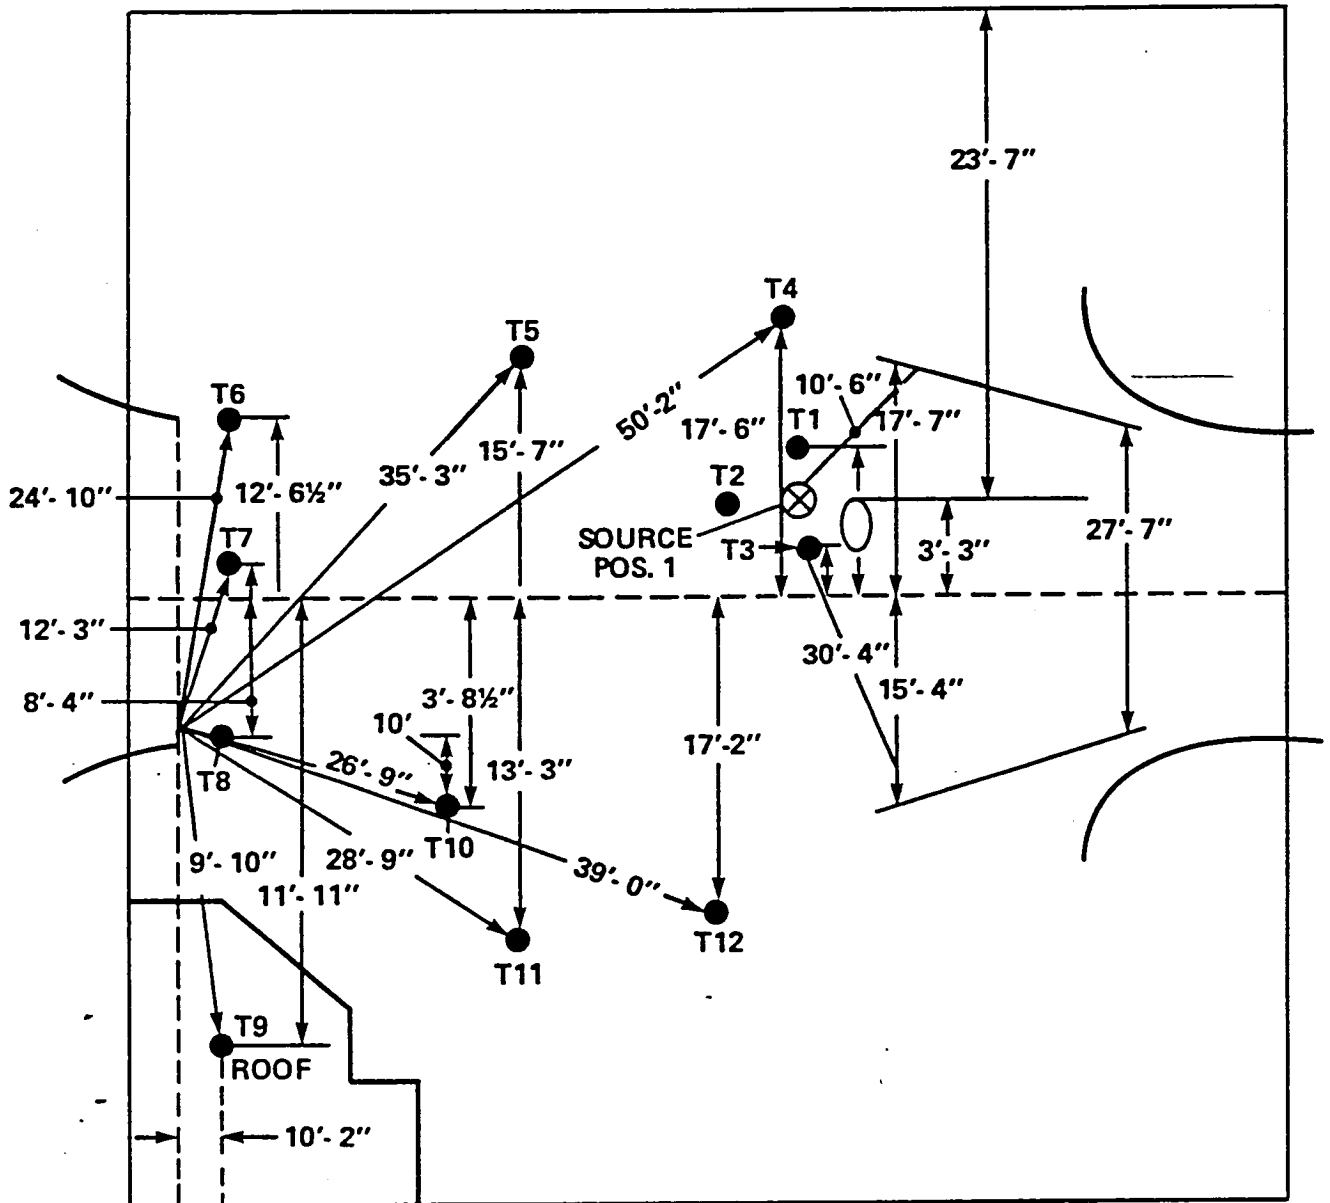 23'- 7"
T4
T5
10'- 6"
T6
50'-2"
17'- 7"
T1
17'- 6"
15'- 7"
35'- 3"
T2
24'- 10"
12'- 6½"
27'- 7"
T7
SOURCE
POS. 1
T3
3'- 3"
12'- 3"
30'- 4"
15'- 4"
8'- 4"
3'- 8½"
10'
17'-2"
26'- 9"
13'- 3"
T8
T10
9'- 10"
28'- 9"
39'- 0"
11'- 11"
T12
T11
T9
ROOF
10'- 2"